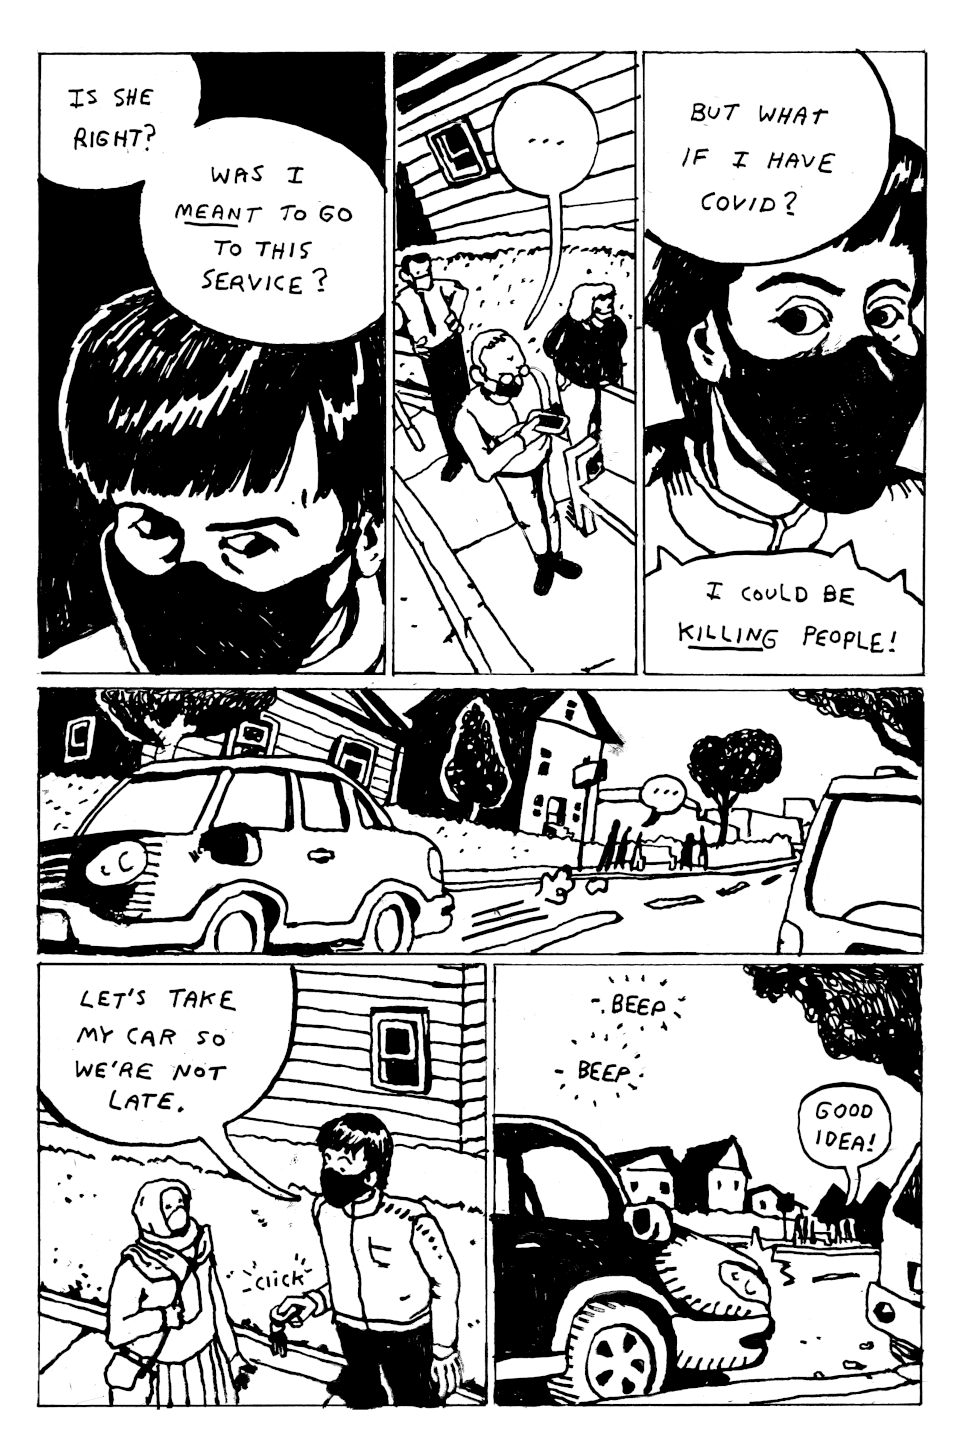 IS SHE
RIGHT?
WAS I
MEANT TO GO
TO THIS
SERVICE?
...
BUT WHAT
IF I HAVE
COVID?
I COULD BE
KILLING PEOPLE!
...
LET'S TAKE
MY CAR SO
WE'RE NOT
LATE.
CLICK
BEEP
BEEP
GOOD
IDEA!